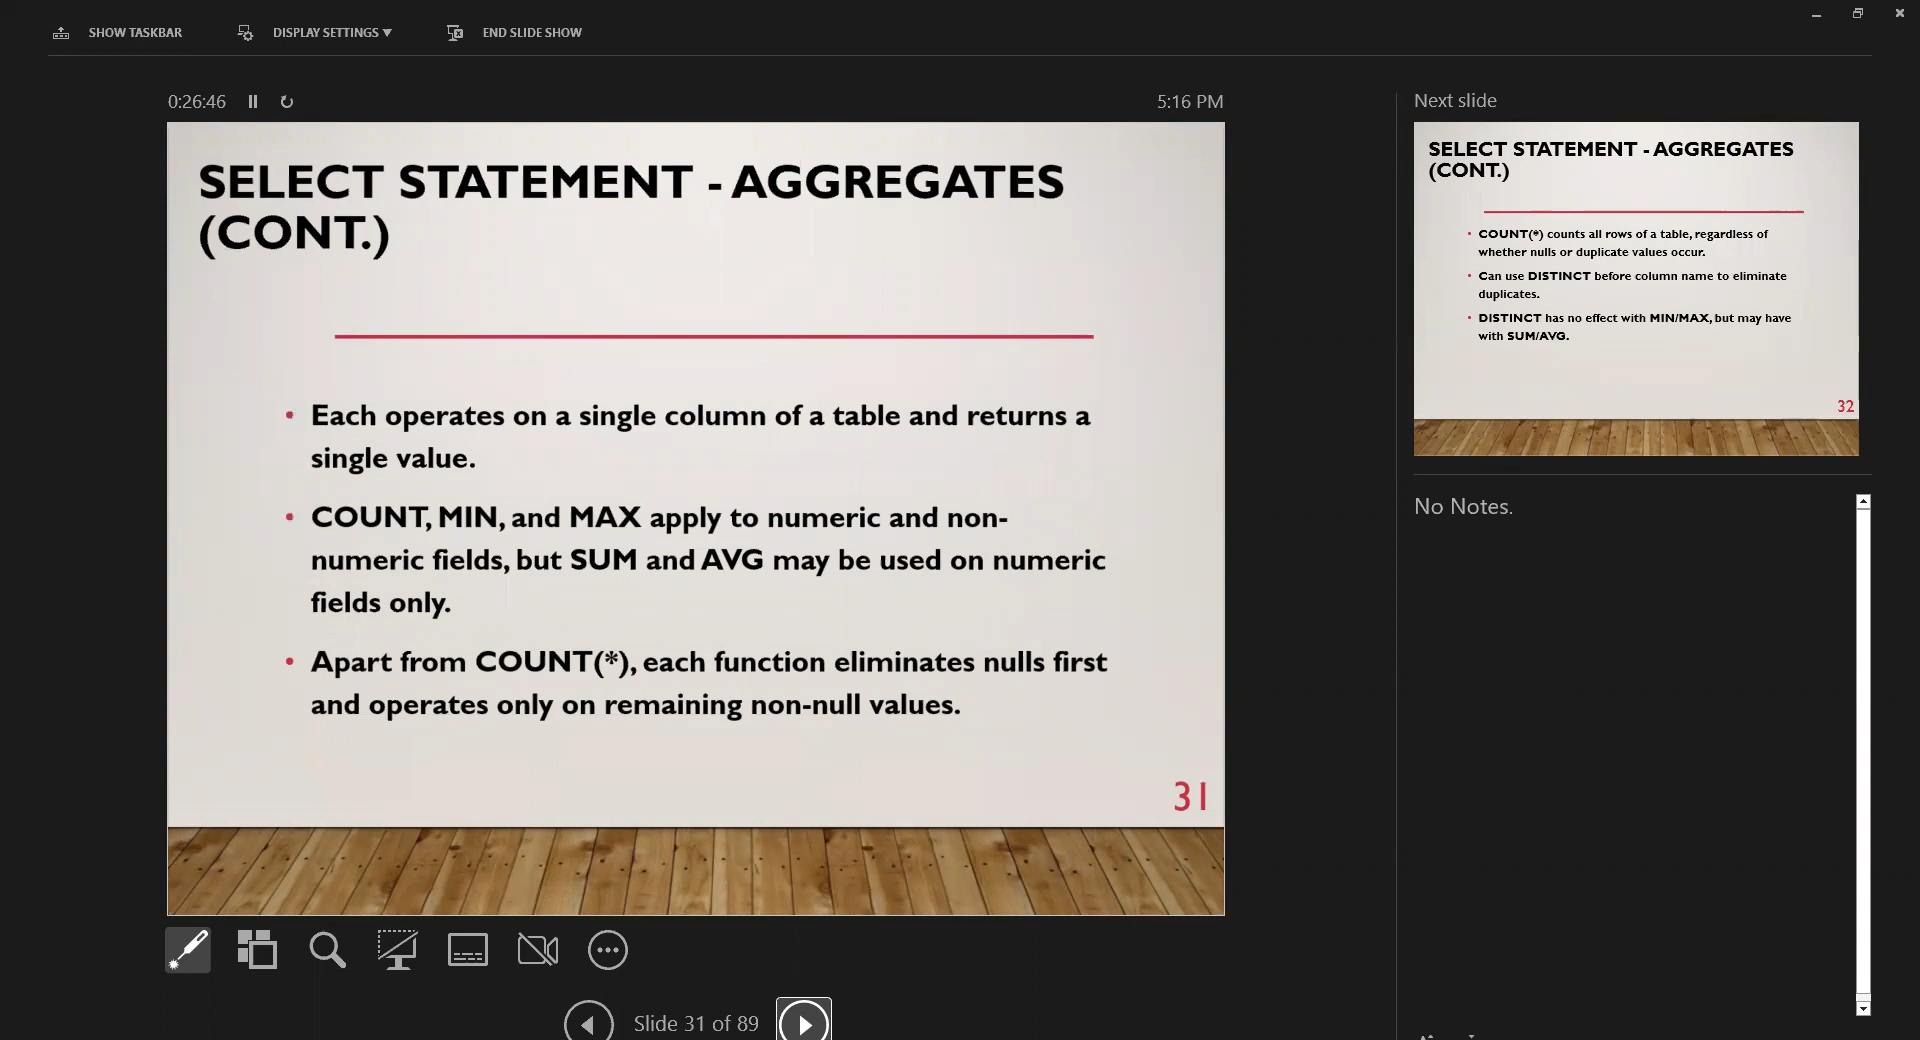 SHOW TASKBAR
DISPLAY SETTINGS ▼
END SLIDE SHOW
0:26:46
5:16 PM
SELECT STATEMENT - AGGREGATES
(CONT.)
• Each operates on a single column of a table and returns a
single value.
• COUNT, MIN, and MAX apply to numeric and non-
numeric fields, but SUM and AVG may be used on numeric
fields only.
• Apart from COUNT(*), each function eliminates nulls first
and operates only on remaining non-null values.
31
Slide 31 of 89
Next slide
SELECT STATEMENT - AGGREGATES
(CONT.)
• COUNT(*) counts all rows of a table, regardless of
whether nulls or duplicate values occur.
• Can use DISTINCT before column name to eliminate
duplicates.
• DISTINCT has no effect with MIN/MAX, but may have
with SUM/AVG.
32
No Notes.